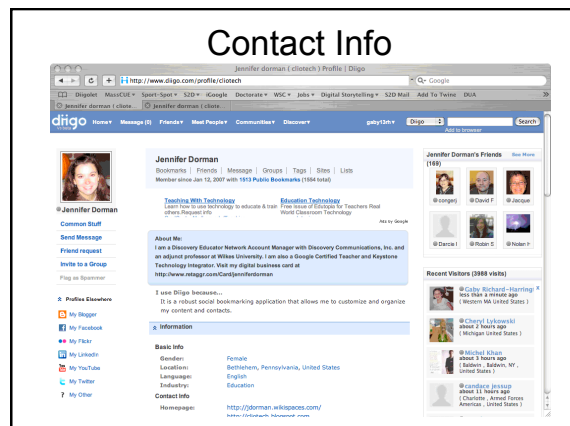 Contact Info
Jennifer dorman (cliotech ) Profile | Diigo
http://www.diigo.com/profile/cliotech
Google
Diigolet MassCUE Sport-Spot S2D iGoogle Doctorate WSC Jobs Digital Storytelling S2D Mail Add To Twine DUA
Jennifer dorman ( cliote... Jennifer dorman ( cliote...
diigo Home Message (0) Friends Meet People Communities Discover gaby13rh Diigo Search
Add to browser
Jennifer Dorman
Common Stuff
Send Message
Friend request
Invite to a Group
Flag as Spammer
Profiles Elsewhere
My Blogger
My Facebook
My Flickr
My LinkedIn
My YouTube
My Twitter
? My Other
Jennifer Dorman
Bookmarks | Friends | Message | Groups | Tags | Sites | Lists
Member since Jan 12, 2007 with 1513 Public Bookmarks (1554 total)
Teaching With Technology
Learn how to use technology to educate & train others.Request info
Education Technology
Free issue of Edutopia for Teachers Real World Classroom Technology
Ads by Google
About Me:
I am a Discovery Educator Network Account Manager with Discovery Communications, Inc. and
an adjunct professor at Wilkes University. I am also a Google Certified Teacher and Keystone
Technology Integrator. Visit my digital business card at
http://www.retaggr.com/Card/jenniferdorman
I use Diigo because...
It is a robust social bookmarking application that allows me to customize and organize
my content and contacts.
Information
Basic Info
Gender: Female
Location: Bethlehem, Pennsylvania, United States
Language: English
Industry: Education
Contact Info
Homepage: http://jdorman.wikispaces.com/
http://cliotech.blogspot.com
Jennifer Dorman's Friends See More
(169)
congerj David F Jacque
Darcia I Robin S Nolan H
Recent Visitors (3988 visits)
Gaby Richard-Harring
less than a minute ago
( Western MA United States )
Cheryl Lykowski
about 2 hours ago
( Michigan United States )
Michel Khan
about 3 hours ago
( Baldwin , Baldwin, NY ,
United States )
candace jessup
about 11 hours ago
( Charlotte , Armed Forces
Americas , United States )